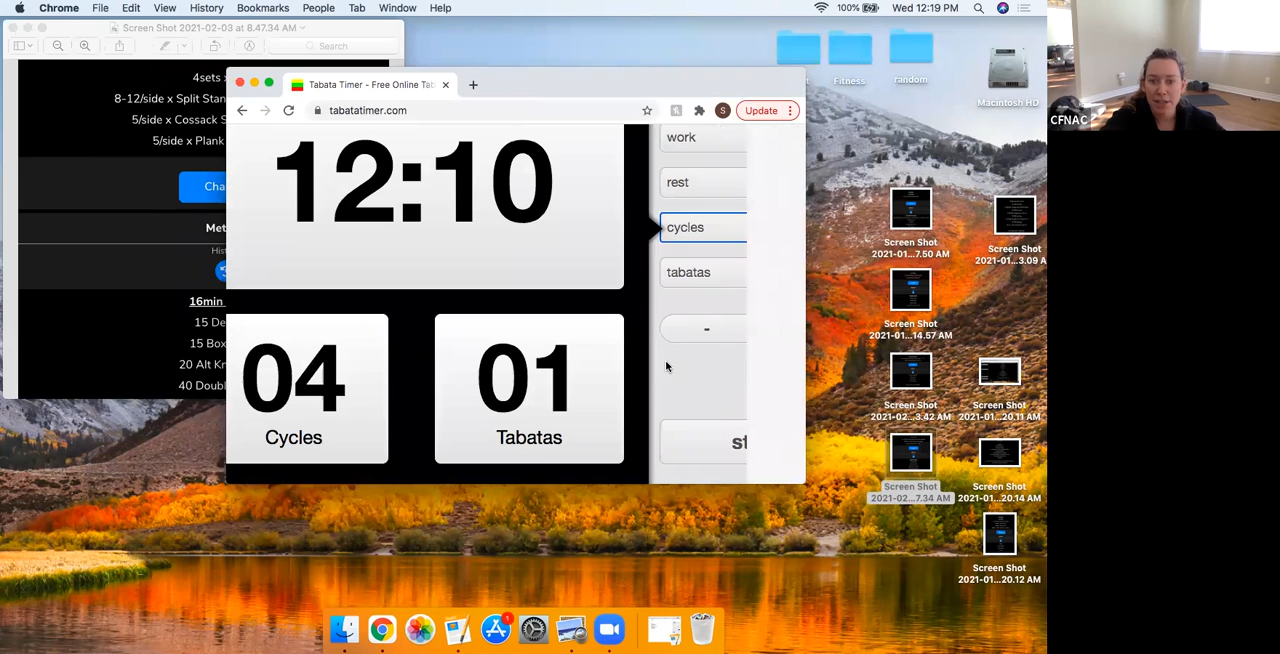 Chrome File Edit View History Bookmarks People Tab Window Help
100% Wed 12:19 PM
Screen Shot 2021-02-03 at 8.47.34 AM
Search
4sets
8-12/side x Split Stan
5/side x Cossack S
5/side x Plank
Cha
Met
His
16min
15 De
15 Box
20 Alt Kn
40 Doubl
Tabata Timer - Free Online Tab
tabatatimer.com
S
Update
12:10
04
Cycles
01
Tabatas
work
rest
cycles
tabatas
-
st
t
Fitness
random
Macintosh HD
Screen Shot
2021-01...7.50 AM
Screen Shot
2021-01...3.09 A
Screen Shot
2021-01...14.57 AM
Screen Shot
2021-02...3.42 AM
Screen Shot
2021-01...20.11 AM
Screen Shot
2021-02...7.34 AM
Screen Shot
2021-01...20.14 AM
Screen Shot
2021-01...20.12 AM
1
CFNAC